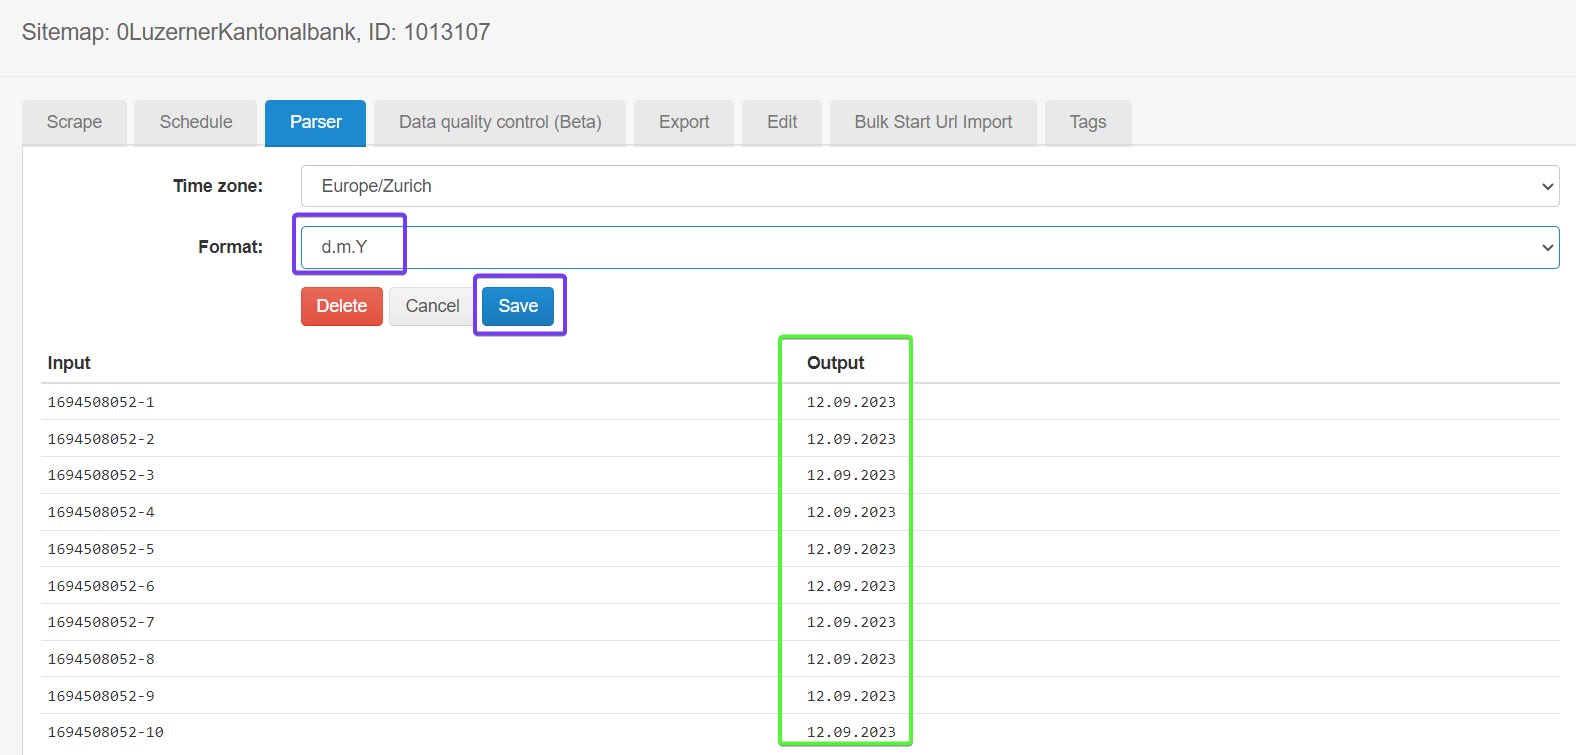 Sitemap: 0LuzernerKantonalbank, ID: 1013107
Scrape Schedule Parser Data quality control (Beta) Export Edit Bulk Start Url Import Tags
Time zone: Europe/Zurich
Format: d.m.Y
Delete Cancel Save
Input Output
1694508052-1 12.09.2023
1694508052-2 12.09.2023
1694508052-3 12.09.2023
1694508052-4 12.09.2023
1694508052-5 12.09.2023
1694508052-6 12.09.2023
1694508052-7 12.09.2023
1694508052-8 12.09.2023
1694508052-9 12.09.2023
1694508052-10 12.09.2023